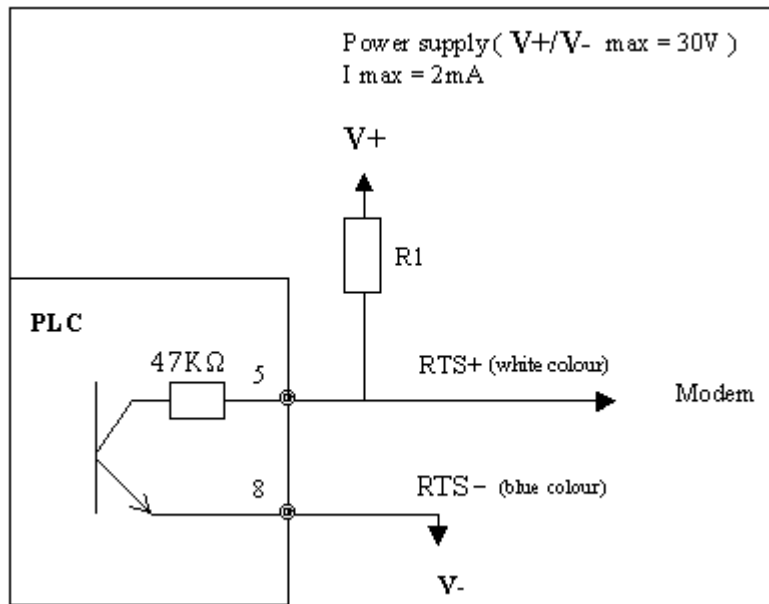 Power supply ( V+/V- max = 30V )
I max = 2mA
V+
R1
PLC
47KΩ
5
RTS+ (white colour)
Modem
8
RTS− (blue colour)
V-